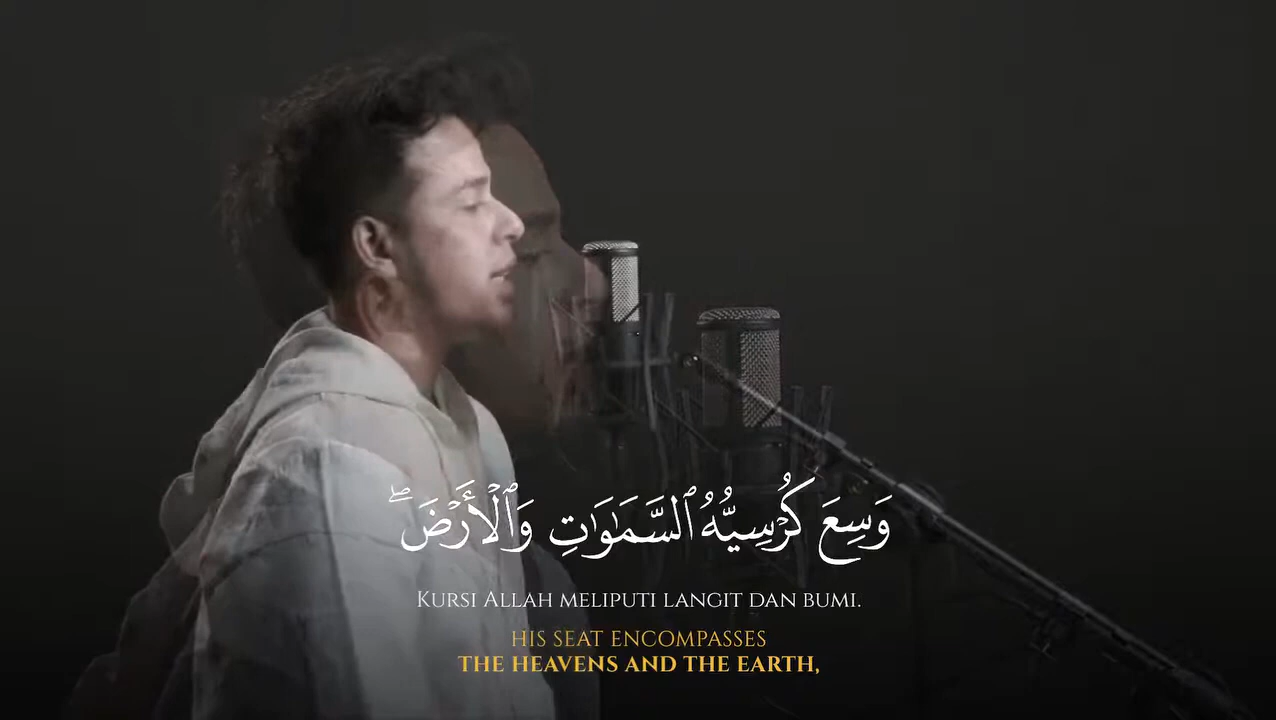 وَسِعَ كُرْسِيُّهُ ٱلسَّمَـٰوَٰتِ وَٱلْأَرْضَ ۖ
KURSI ALLAH MELIPUTI LANGIT DAN BUMI.
HIS SEAT ENCOMPASSES
THE HEAVENS AND THE EARTH,